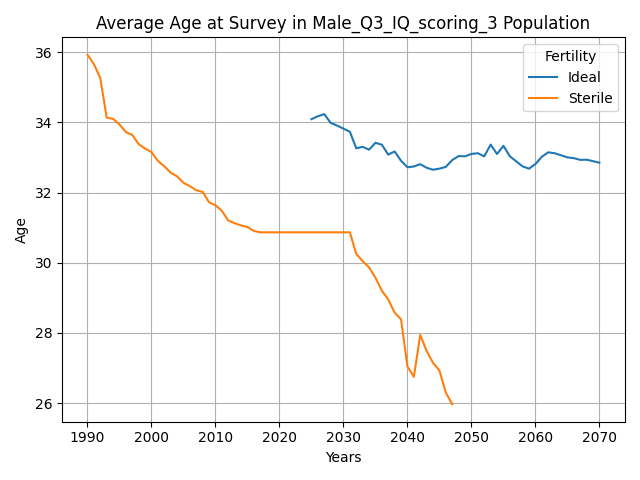 Average Age at Survey in Male_Q3_IQ_scoring_3 Population
Fertility
Ideal
Sterile
Age
36
34
32
30
28
26
1990 2000 2010 2020 2030 2040 2050 2060 2070
Years